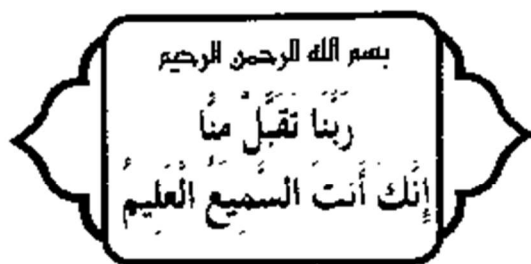 بسم الله الرحمن الرحيم
رَبَّنَا تَقَبَّلْ مِنَّا
إِنَّكَ أَنتَ السَّمِيعُ الْعَلِيمُ